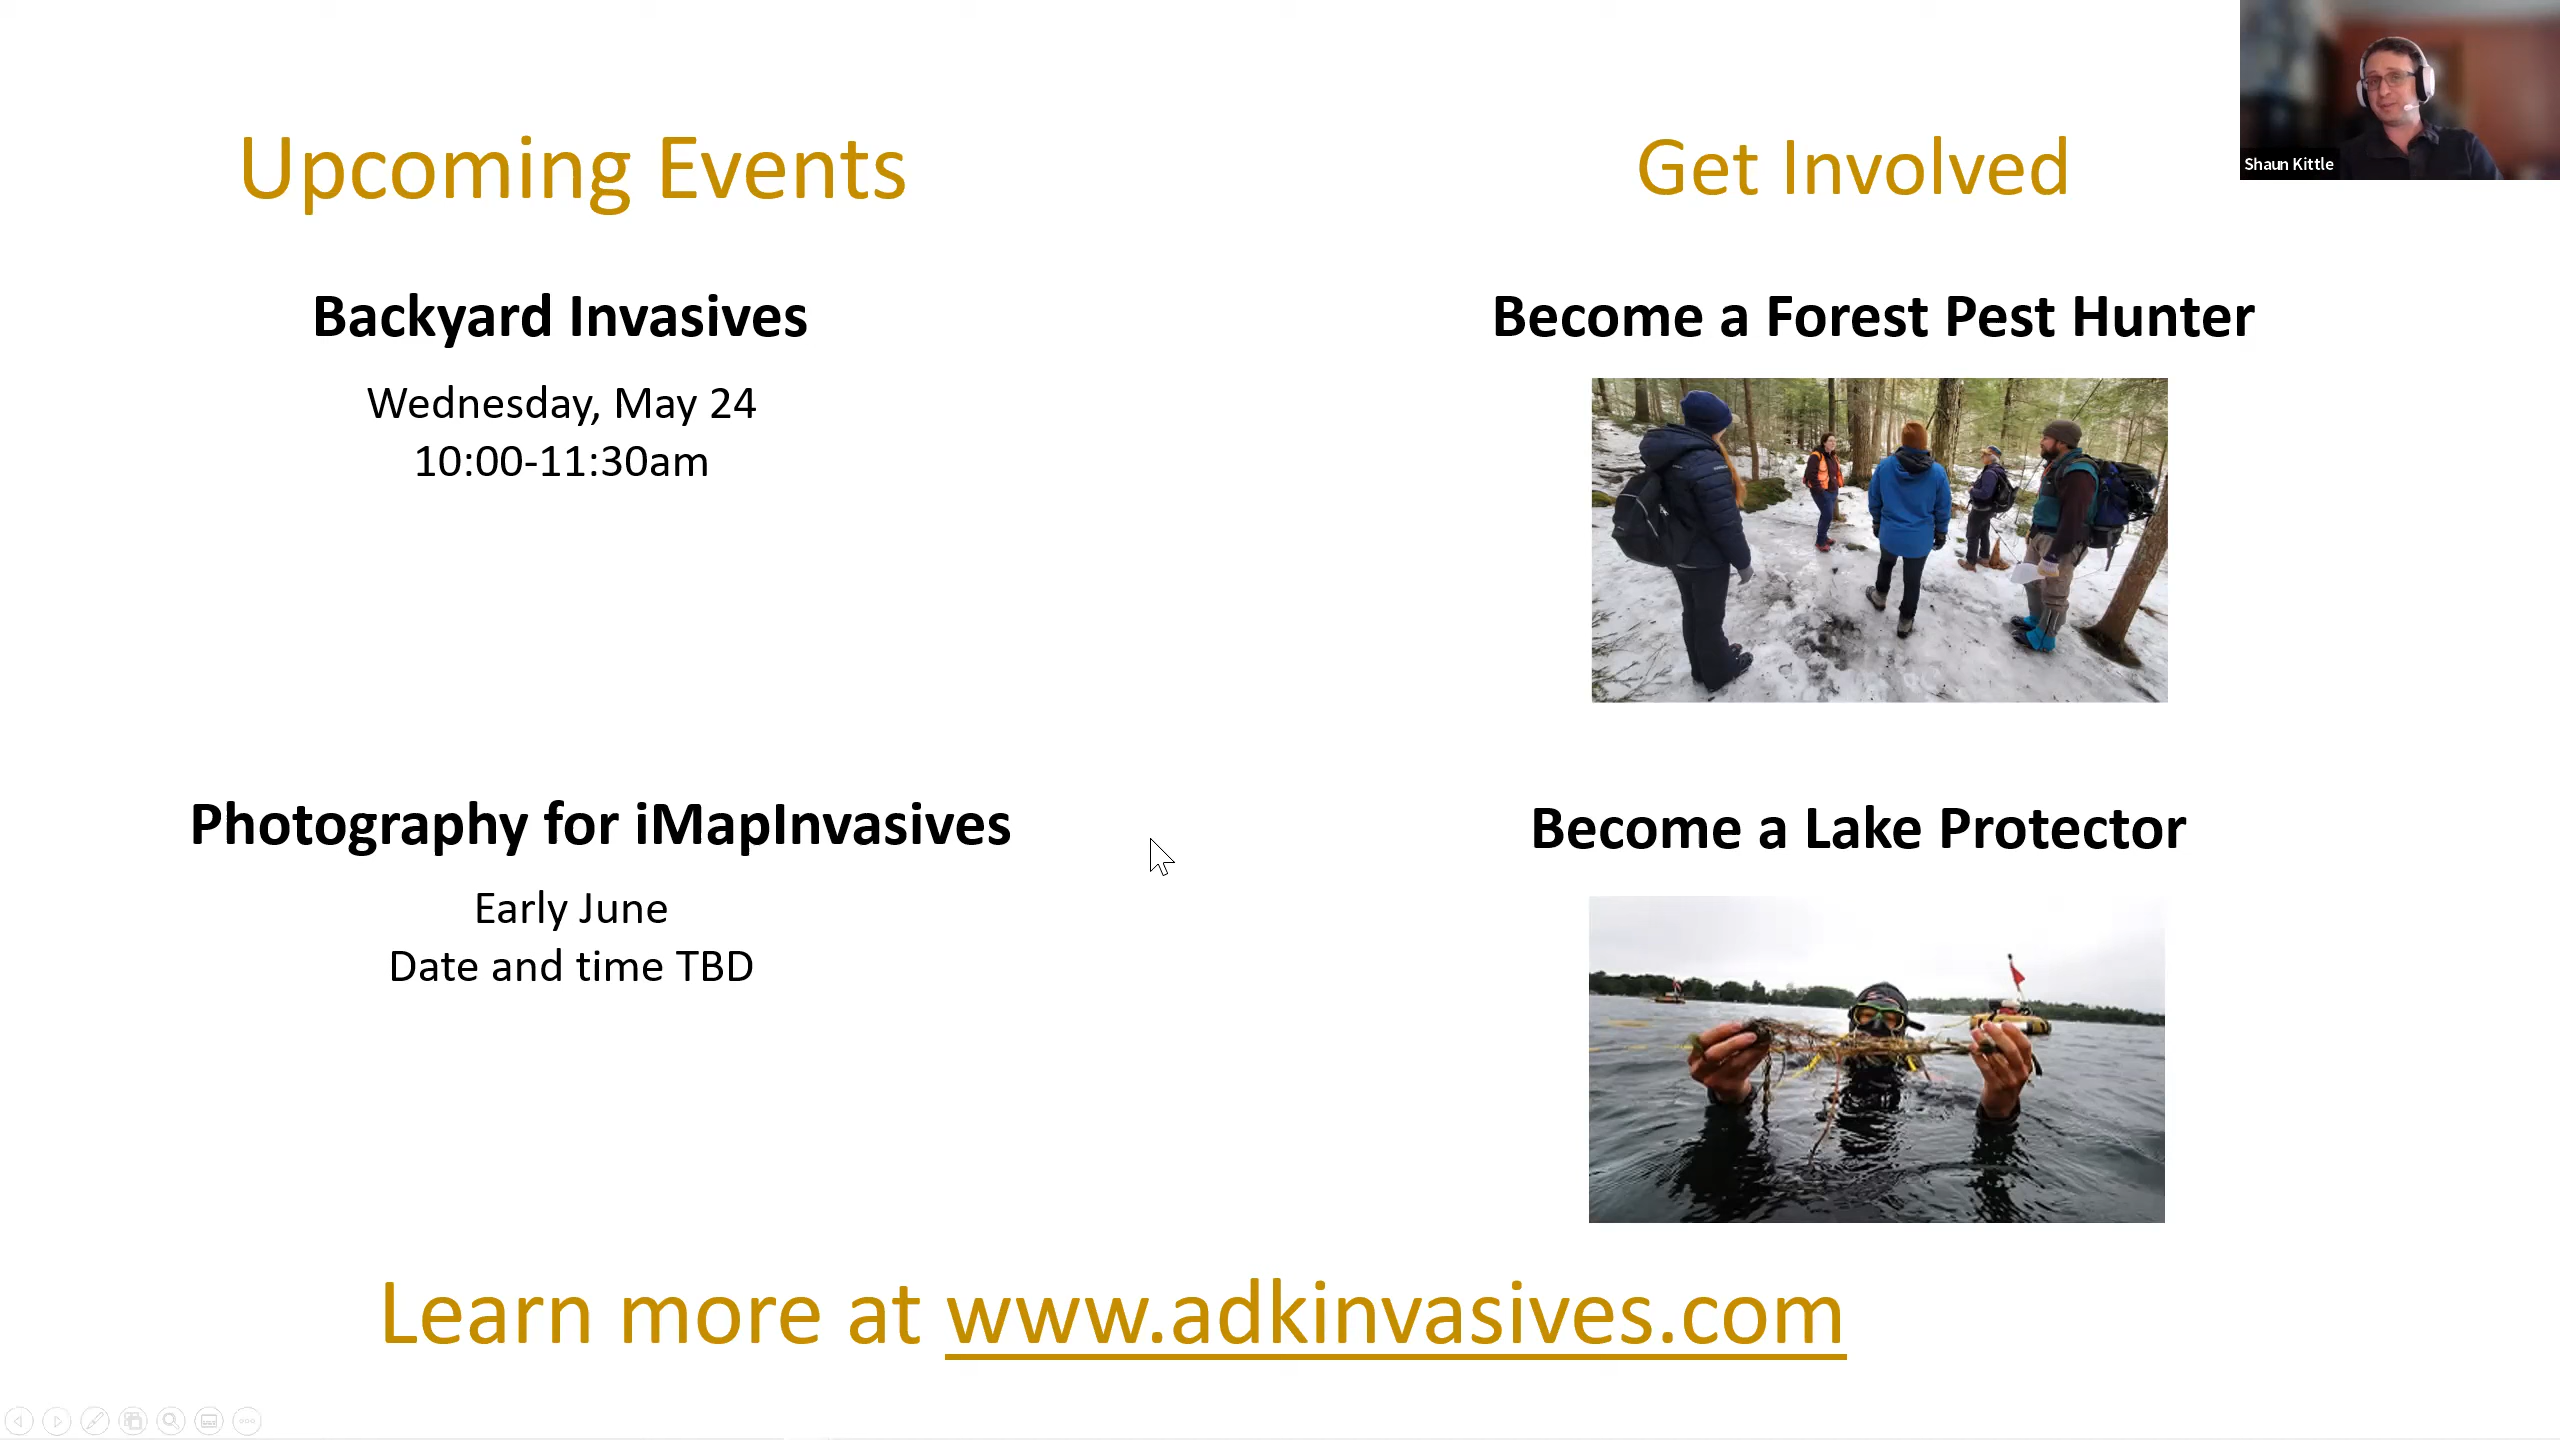 Upcoming Events
Backyard Invasives
Wednesday, May 24
10:00-11:30am
Photography for iMapInvasives
Early June
Date and time TBD
Get Involved
Become a Forest Pest Hunter
Become a Lake Protector
Learn more at www.adkinvasives.com
Shaun Kittle